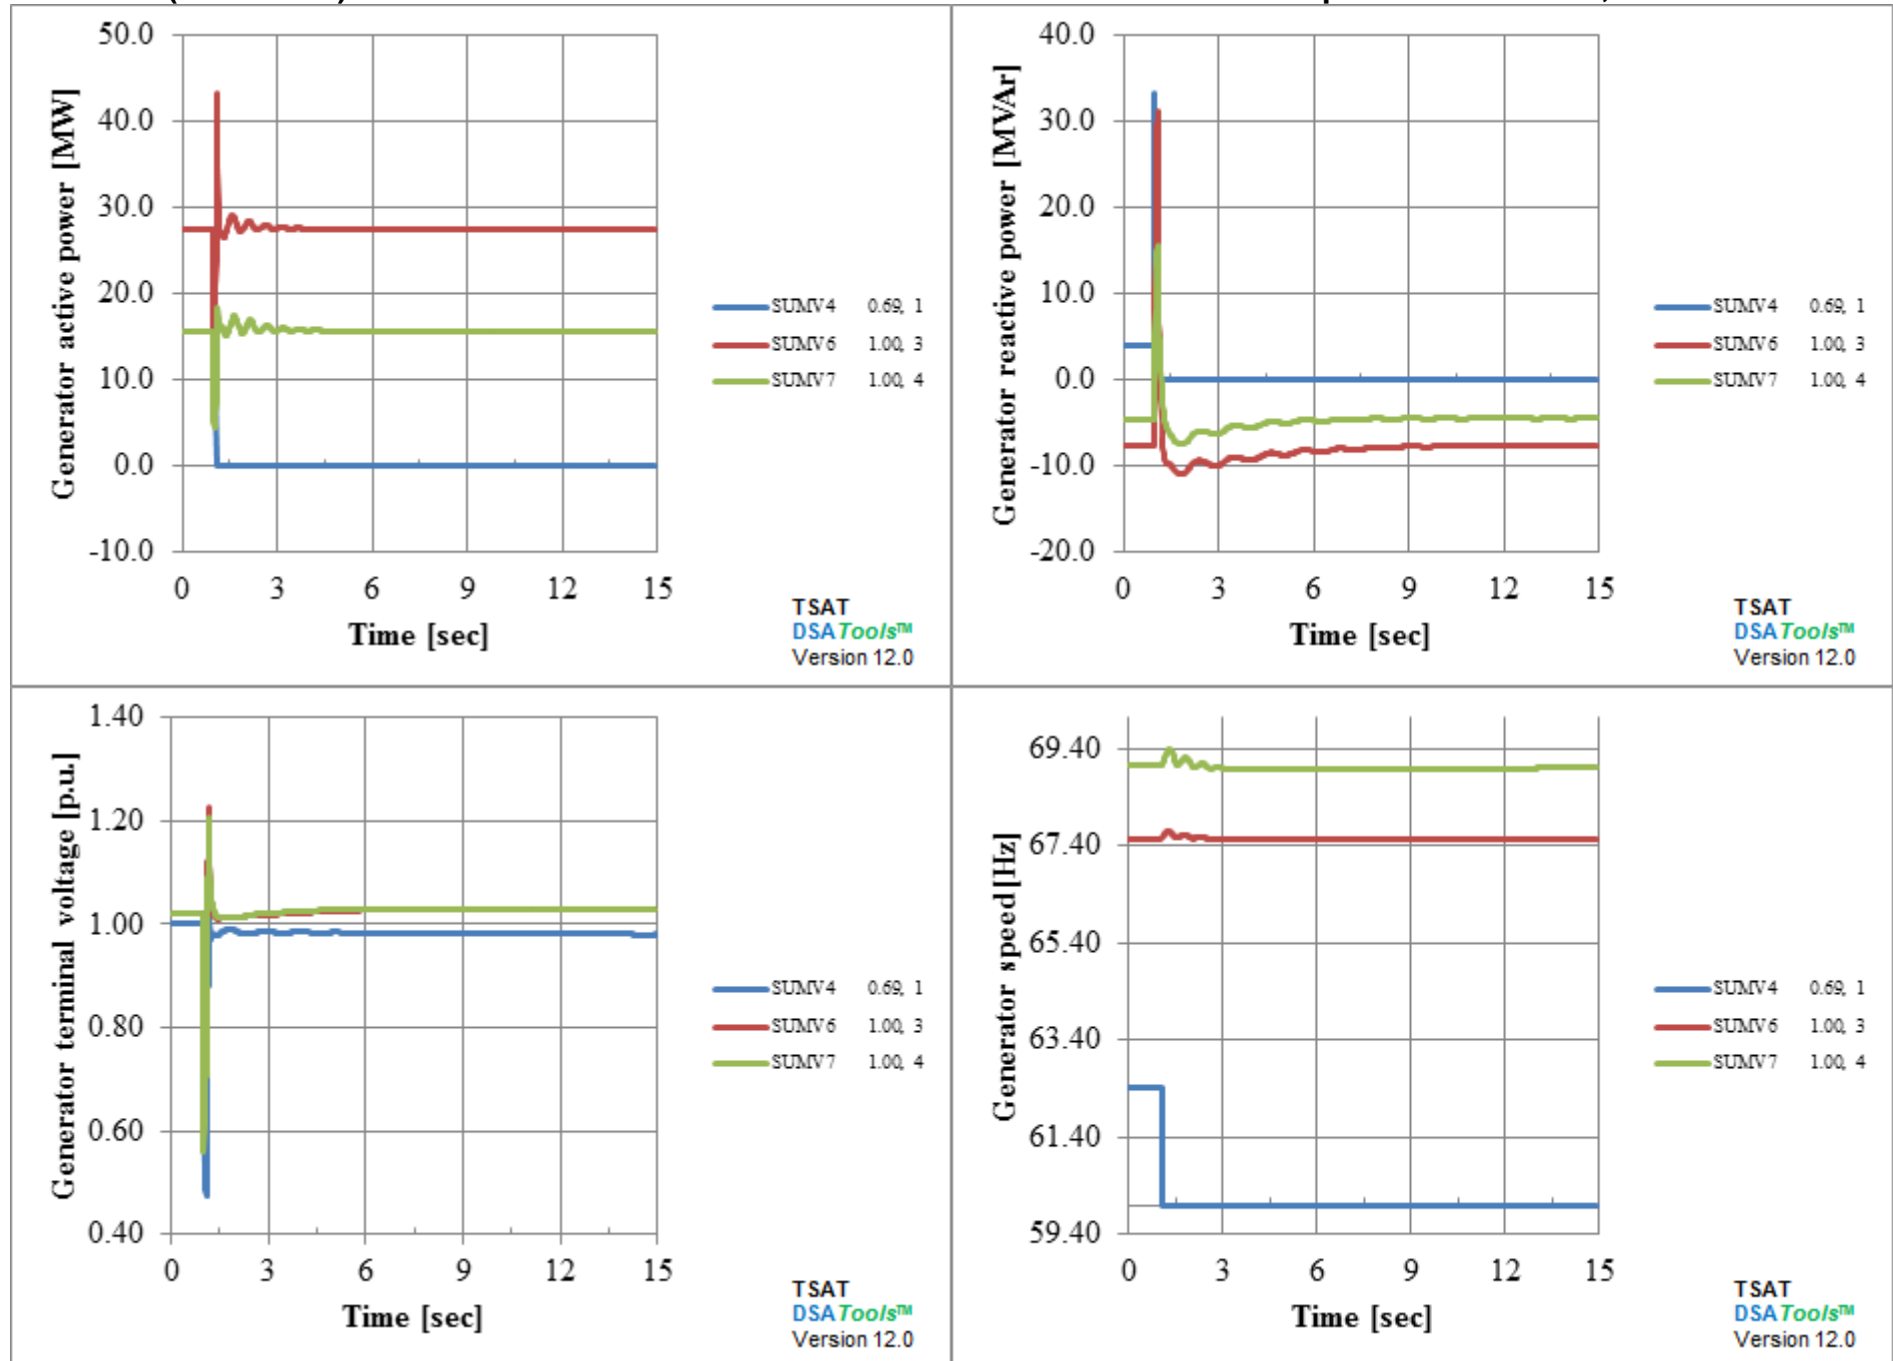 50.0
40.0
30.0
20.0
10.0
0.0
-10.0
0 3 6 9 12 15
Generator active power [MW]
Time [sec]
SUMV4 0.69, 1
SUMV6 1.00, 3
SUMV7 1.00, 4
TSAT
DSATools™
Version 12.0
40.0
30.0
20.0
10.0
0.0
-10.0
-20.0
0 3 6 9 12 15
Generator reactive power [MVAr]
Time [sec]
SUMV4 0.69, 1
SUMV6 1.00, 3
SUMV7 1.00, 4
TSAT
DSATools™
Version 12.0
1.40
1.20
1.00
0.80
0.60
0.40
0 3 6 9 12 15
Generator terminal voltage [p.u.]
Time [sec]
SUMV4 0.69, 1
SUMV6 1.00, 3
SUMV7 1.00, 4
TSAT
DSATools™
Version 12.0
69.40
67.40
65.40
63.40
61.40
59.40
0 3 6 9 12 15
Generator speed[Hz]
Time [sec]
SUMV4 0.69, 1
SUMV6 1.00, 3
SUMV7 1.00, 4
TSAT
DSATools™
Version 12.0